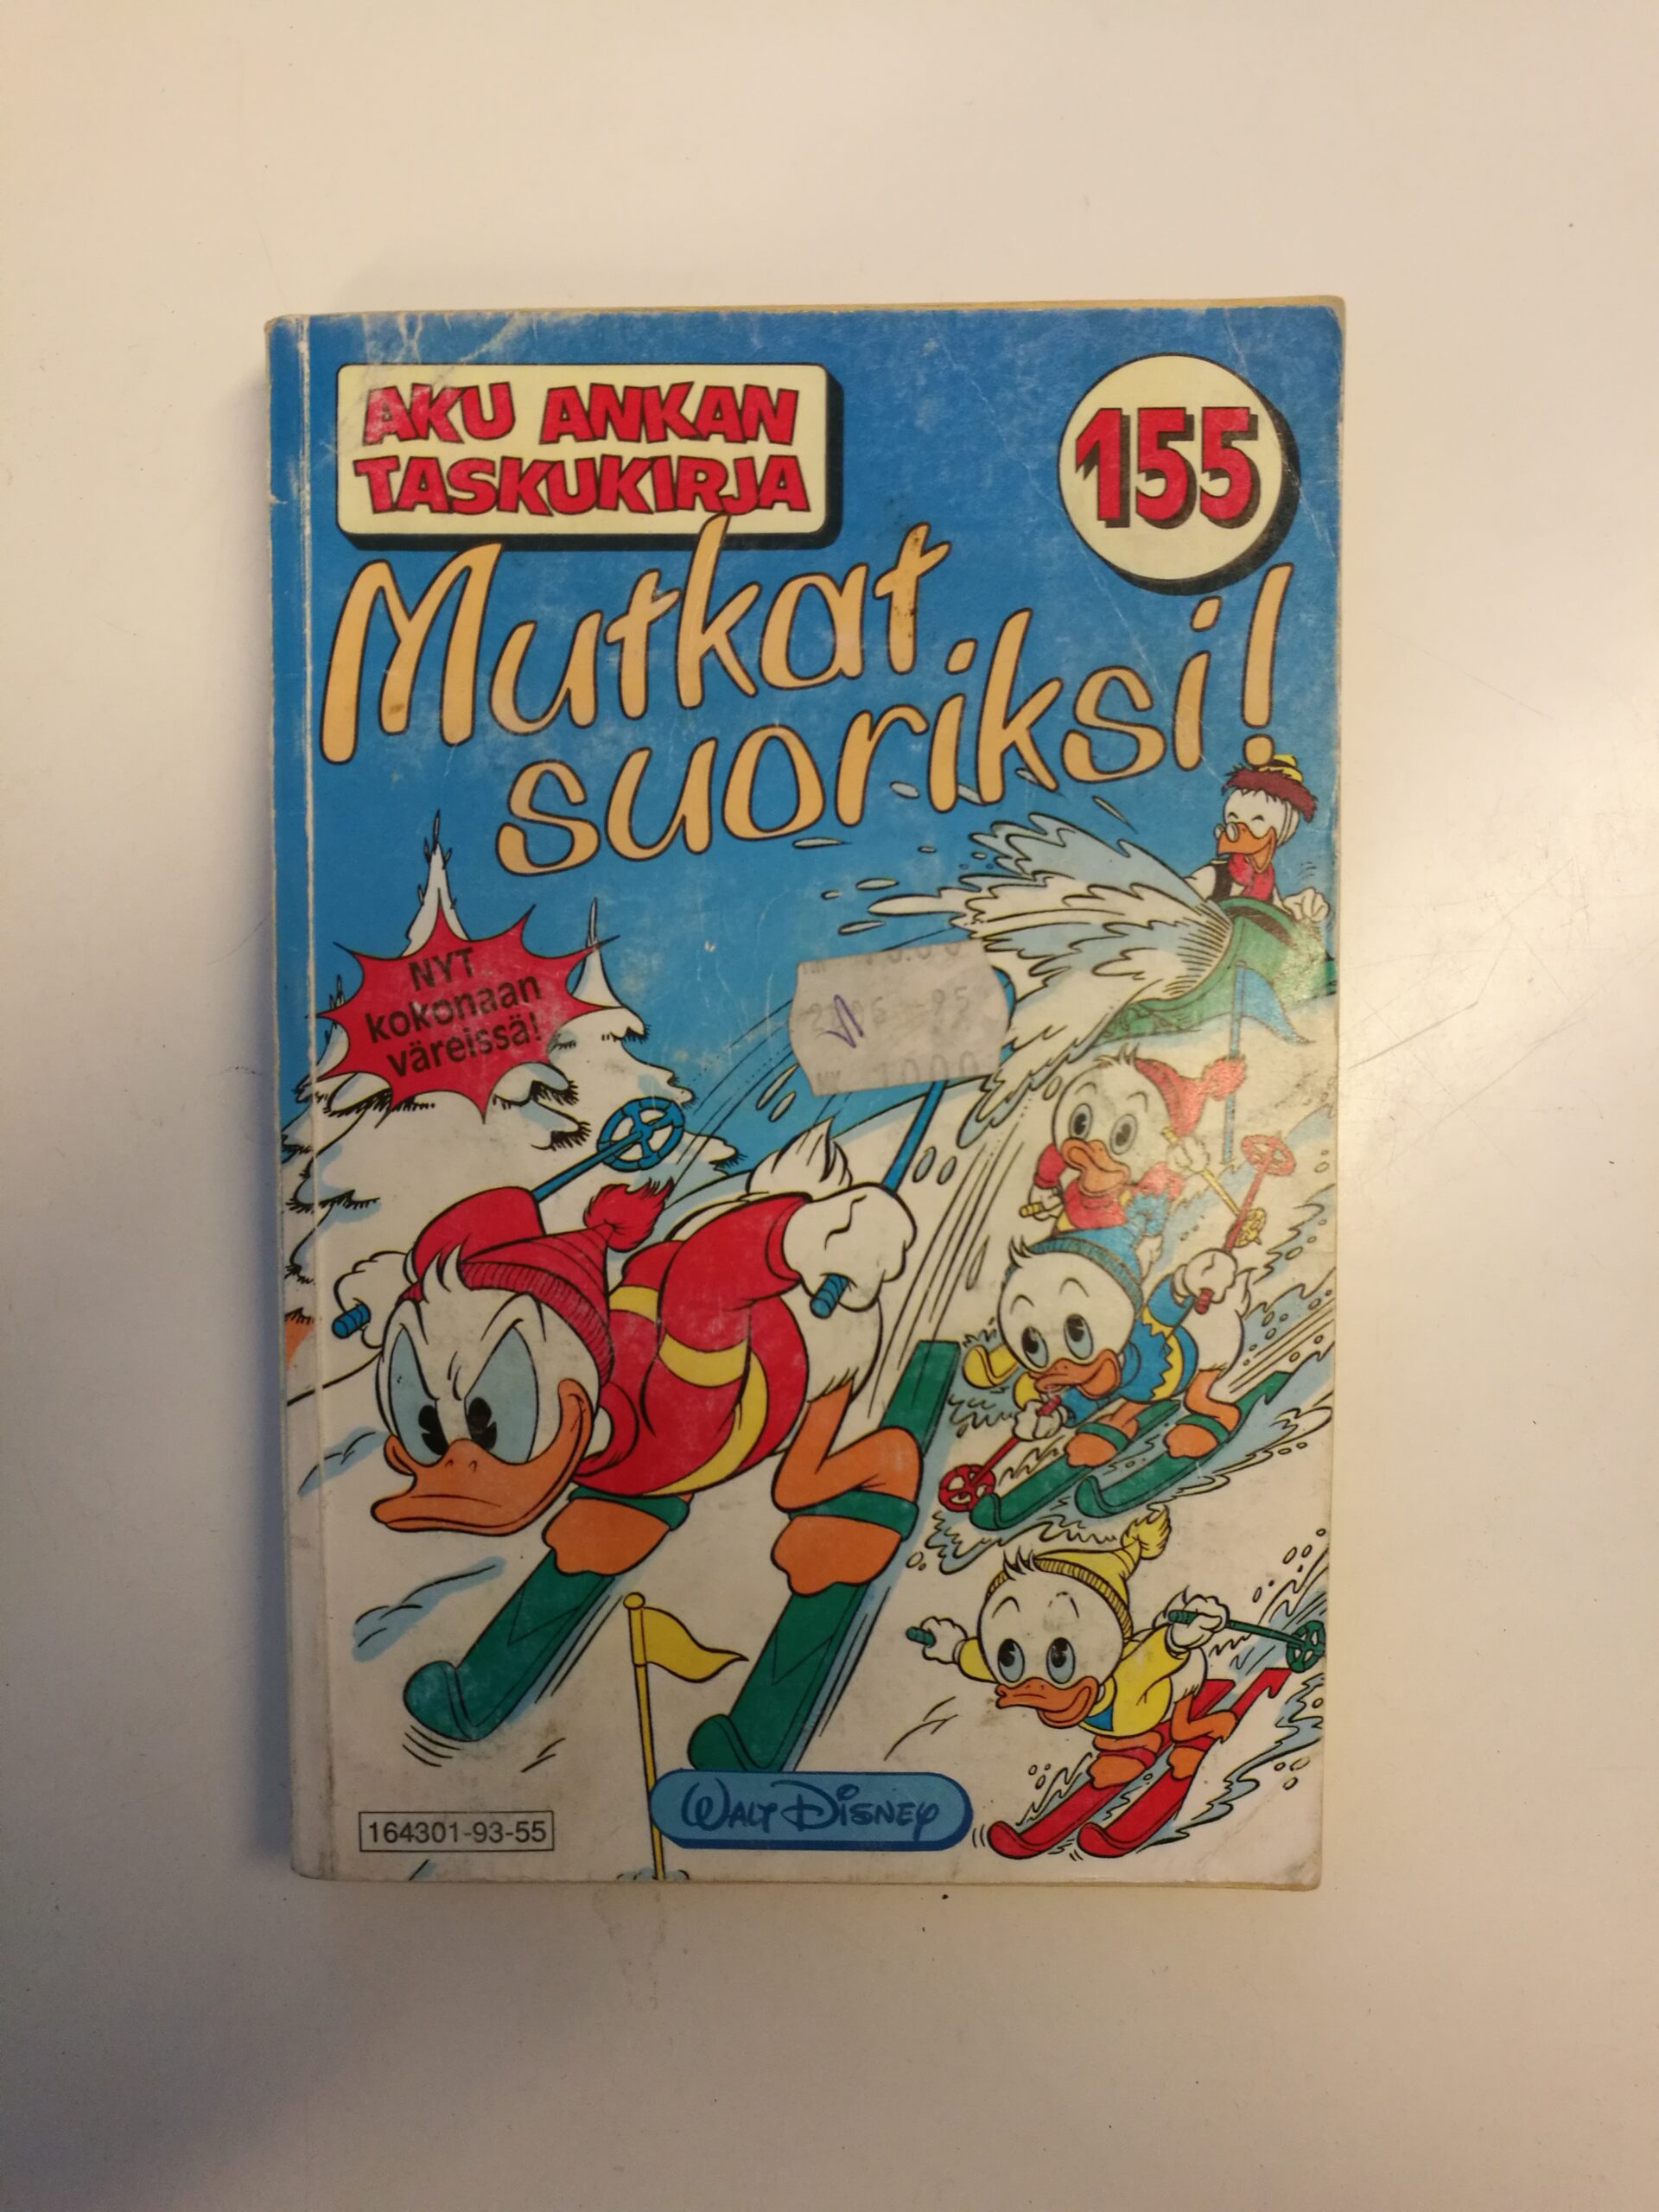 AKU ANKAN
TASKUKIRJA
155
Mutkat
suoriksi!
NYT
kokonaan
väreissä!
WALT DISNEY
164301-93-55